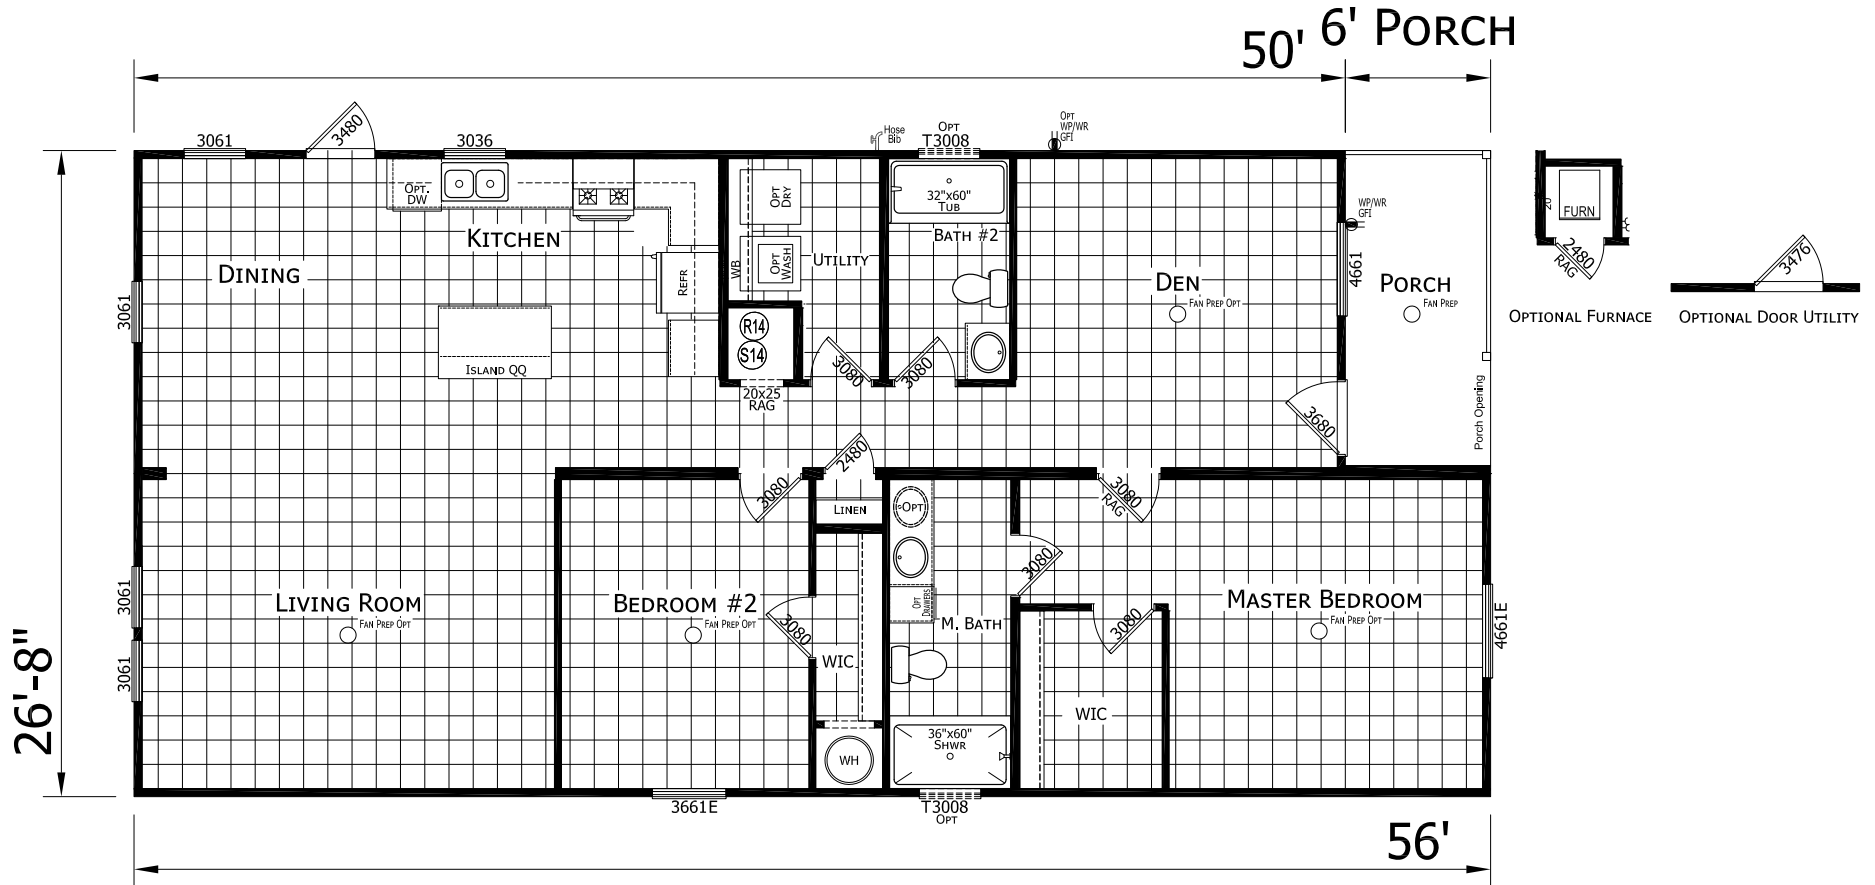 50'
6' PORCH
3061
3480
3036
Hose
Bib
OPT
T3008
OPT
WP/WR
GFI
OPT.
DW
OPT
DRY
32"x60"
TUB
WP/WR
GFI
20
FURN
2480
RAG
3476
KITCHEN
BATH #2
DINING
WB
OPT
WASH
UTILITY
REFR
DEN
FAN PREP OPT
4661
PORCH
FAN PREP
OPTIONAL FURNACE
OPTIONAL DOOR UTILITY
3061
R14
S14
ISLAND QQ
3080
3080
20x25
RAG
3680
Porch Opening
2480
3080
3080
RAG
LINEN
OPT
3080
3061
LIVING ROOM
FAN PREP OPT
BEDROOM #2
FAN PREP OPT
3080
OPT
DRAWERS
M. BATH
3080
MASTER BEDROOM
FAN PREP OPT
4661E
3061
WIC
WIC
26'-8"
36"x60"
SHWR
WH
3661E
T3008
OPT
56'